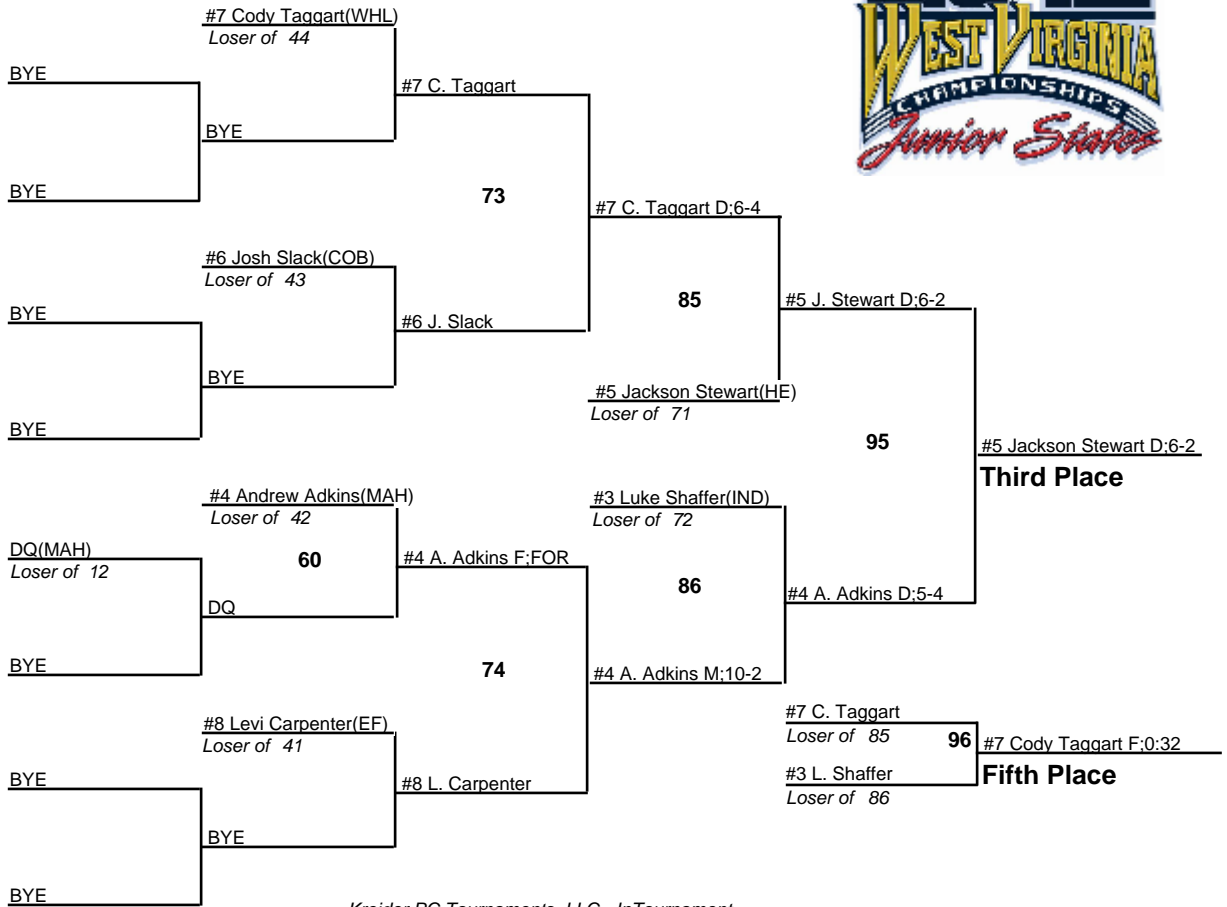 #7 Cody Taggart(WHL)
Loser of 44
BYE
#7 C. Taggart
BYE
BYE
73
#7 C. Taggart D;6-4
#6 Josh Slack(COB)
Loser of 43
85
#5 J. Stewart D;6-2
BYE
#6 J. Slack
BYE
#5 Jackson Stewart(HE)
Loser of 71
BYE
95
#5 Jackson Stewart D;6-2
Third Place
#4 Andrew Adkins(MAH)
Loser of 42
#3 Luke Shaffer(IND)
Loser of 72
DQ(MAH)
Loser of 12
60
#4 A. Adkins F;FOR
86
#4 A. Adkins D;5-4
DQ
BYE
74
#4 A. Adkins M;10-2
#8 Levi Carpenter(EF)
Loser of 41
#7 C. Taggart
Loser of 85
96
#7 Cody Taggart F;0:32
Fifth Place
BYE
#8 L. Carpenter
#3 L. Shaffer
Loser of 86
BYE
BYE
WEST VIRGINIA
CHAMPIONSHIPS
Junior States